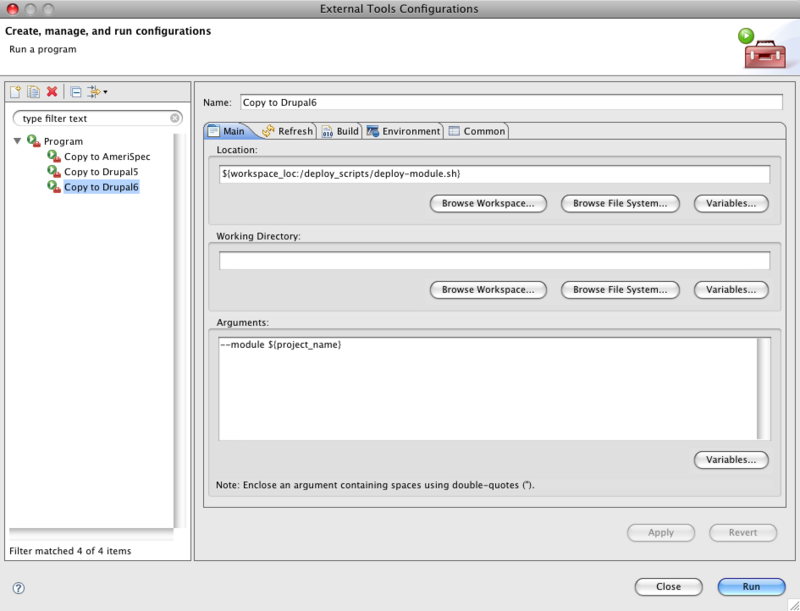 External Tools Configurations
Create, manage, and run configurations
Run a program
type filter text
Program
Copy to AmeriSpec
Copy to Drupal5
Copy to Drupal6
Filter matched 4 of 4 items
Name: Copy to Drupal6
Main Refresh Build Environment Common
Location:
${workspace_loc:/deploy_scripts/deploy-module.sh}
Browse Workspace... Browse File System... Variables...
Working Directory:
Browse Workspace... Browse File System... Variables...
Arguments:
--module ${project_name}
Variables...
Note: Enclose an argument containing spaces using double-quotes (").
Apply Revert
? Close Run